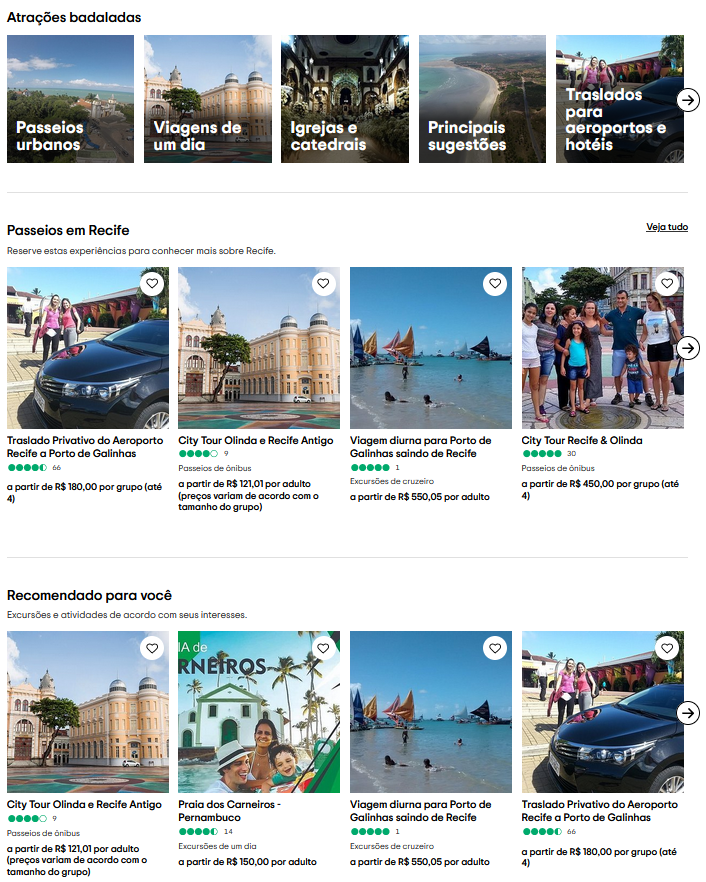 Atrações badaladas
Passeios
urbanos
Viagens de
um dia
Igrejas e
catedrais
Principais
sugestões
Traslados
para
aeroportos e
hotéis
Passeios em Recife
Veja tudo
Reserve estas experiências para conhecer mais sobre Recife.
Traslado Privativo do Aeroporto
Recife a Porto de Galinhas
66
a partir de R$ 180,00 por grupo (até
4)
City Tour Olinda e Recife Antigo
9
Passeios de ônibus
a partir de R$ 121,01 por adulto
(preços variam de acordo com o
tamanho do grupo)
Viagem diurna para Porto de
Galinhas saindo de Recife
1
Excursões de cruzeiro
a partir de R$ 550,05 por adulto
City Tour Recife & Olinda
30
Passeios de ônibus
a partir de R$ 450,00 por grupo (até
4)
Recomendado para você
Excursões e atividades de acordo com seus interesses.
City Tour Olinda e Recife Antigo
9
Passeios de ônibus
a partir de R$ 121,01 por adulto
(preços variam de acordo com o
tamanho do grupo)
IA de
RNEIROS
Praia dos Carneiros -
Pernambuco
14
Excursões de um dia
a partir de R$ 150,00 por adulto
Viagem diurna para Porto de
Galinhas saindo de Recife
1
Excursões de cruzeiro
a partir de R$ 550,05 por adulto
Traslado Privativo do Aeroporto
Recife a Porto de Galinhas
66
a partir de R$ 180,00 por grupo (até
4)